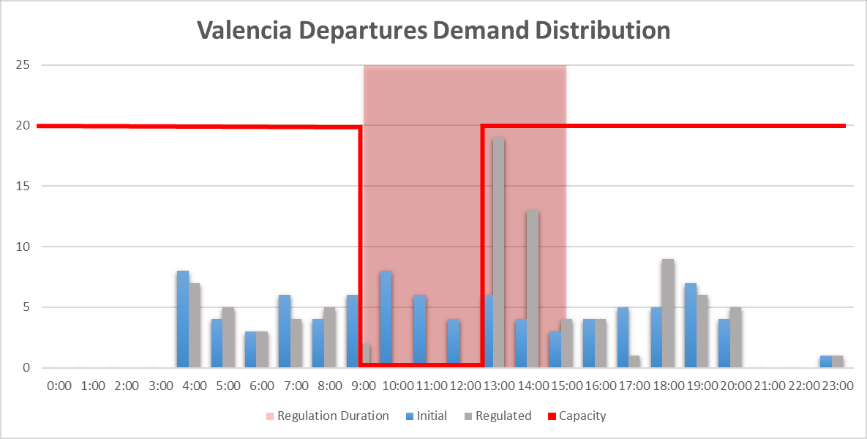 Valencia Departures Demand Distribution
25
20
15
10
5
0
0:00 1:00 2:00 3:00 4:00 5:00 6:00 7:00 8:00 9:00 10:00 11:00 12:00 13:00 14:00 15:00 16:00 17:00 18:00 19:00 20:00 21:00 22:00 23:00
Regulation Duration Initial Regulated Capacity